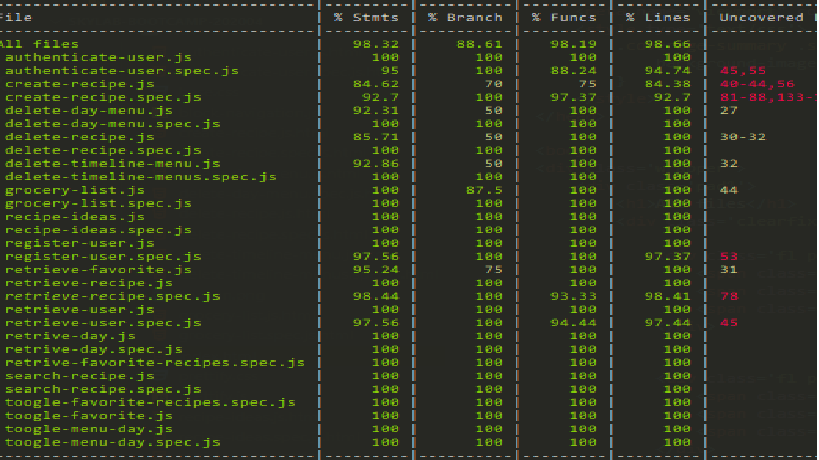 File | % Stmts | % Branch | % Funcs | % Lines | Uncovered
All files | 98.32 | 88.61 | 98.19 | 98.66 |
authenticate-user.js | 100 | 100 | 100 | 100 |
authenticate-user.spec.js | 95 | 100 | 88.24 | 94.74 | 45,55
create-recipe.js | 84.62 | 70 | 75 | 84.38 | 40-44,56
create-recipe.spec.js | 92.7 | 100 | 97.37 | 92.7 | 81-88,133-
delete-day-menu.js | 92.31 | 50 | 100 | 100 | 27
delete-day-menu.spec.js | 100 | 100 | 100 | 100 |
delete-recipe.js | 85.71 | 50 | 100 | 100 | 30-32
delete-recipe.spec.js | 100 | 100 | 100 | 100 |
delete-timeline-menu.js | 92.86 | 50 | 100 | 100 | 32
delete-timeline-menus.spec.js | 100 | 100 | 100 | 100 |
grocery-list.js | 100 | 87.5 | 100 | 100 | 44
grocery-list.spec.js | 100 | 100 | 100 | 100 |
recipe-ideas.js | 100 | 100 | 100 | 100 |
recipe-ideas.spec.js | 100 | 100 | 100 | 100 |
register-user.js | 100 | 100 | 100 | 100 |
register-user.spec.js | 97.56 | 100 | 100 | 97.37 | 53
retrieve-favorite.js | 95.24 | 75 | 100 | 100 | 31
retrieve-recipe.js | 100 | 100 | 100 | 100 |
retrieve-recipe.spec.js | 98.44 | 100 | 93.33 | 98.41 | 78
retrieve-user.js | 100 | 100 | 100 | 100 |
retrieve-user.spec.js | 97.56 | 100 | 94.44 | 97.44 | 45
retrive-day.js | 100 | 100 | 100 | 100 |
retrive-day.spec.js | 100 | 100 | 100 | 100 |
retrive-favorite-recipes.spec.js | 100 | 100 | 100 | 100 |
search-recipe.js | 100 | 100 | 100 | 100 |
search-recipe.spec.js | 100 | 100 | 100 | 100 |
toogle-favorite-recipes.spec.js | 100 | 100 | 100 | 100 |
toogle-favorite.js | 100 | 100 | 100 | 100 |
toogle-menu-day.js | 100 | 100 | 100 | 100 |
toogle-menu-day.spec.js | 100 | 100 | 100 | 100 |